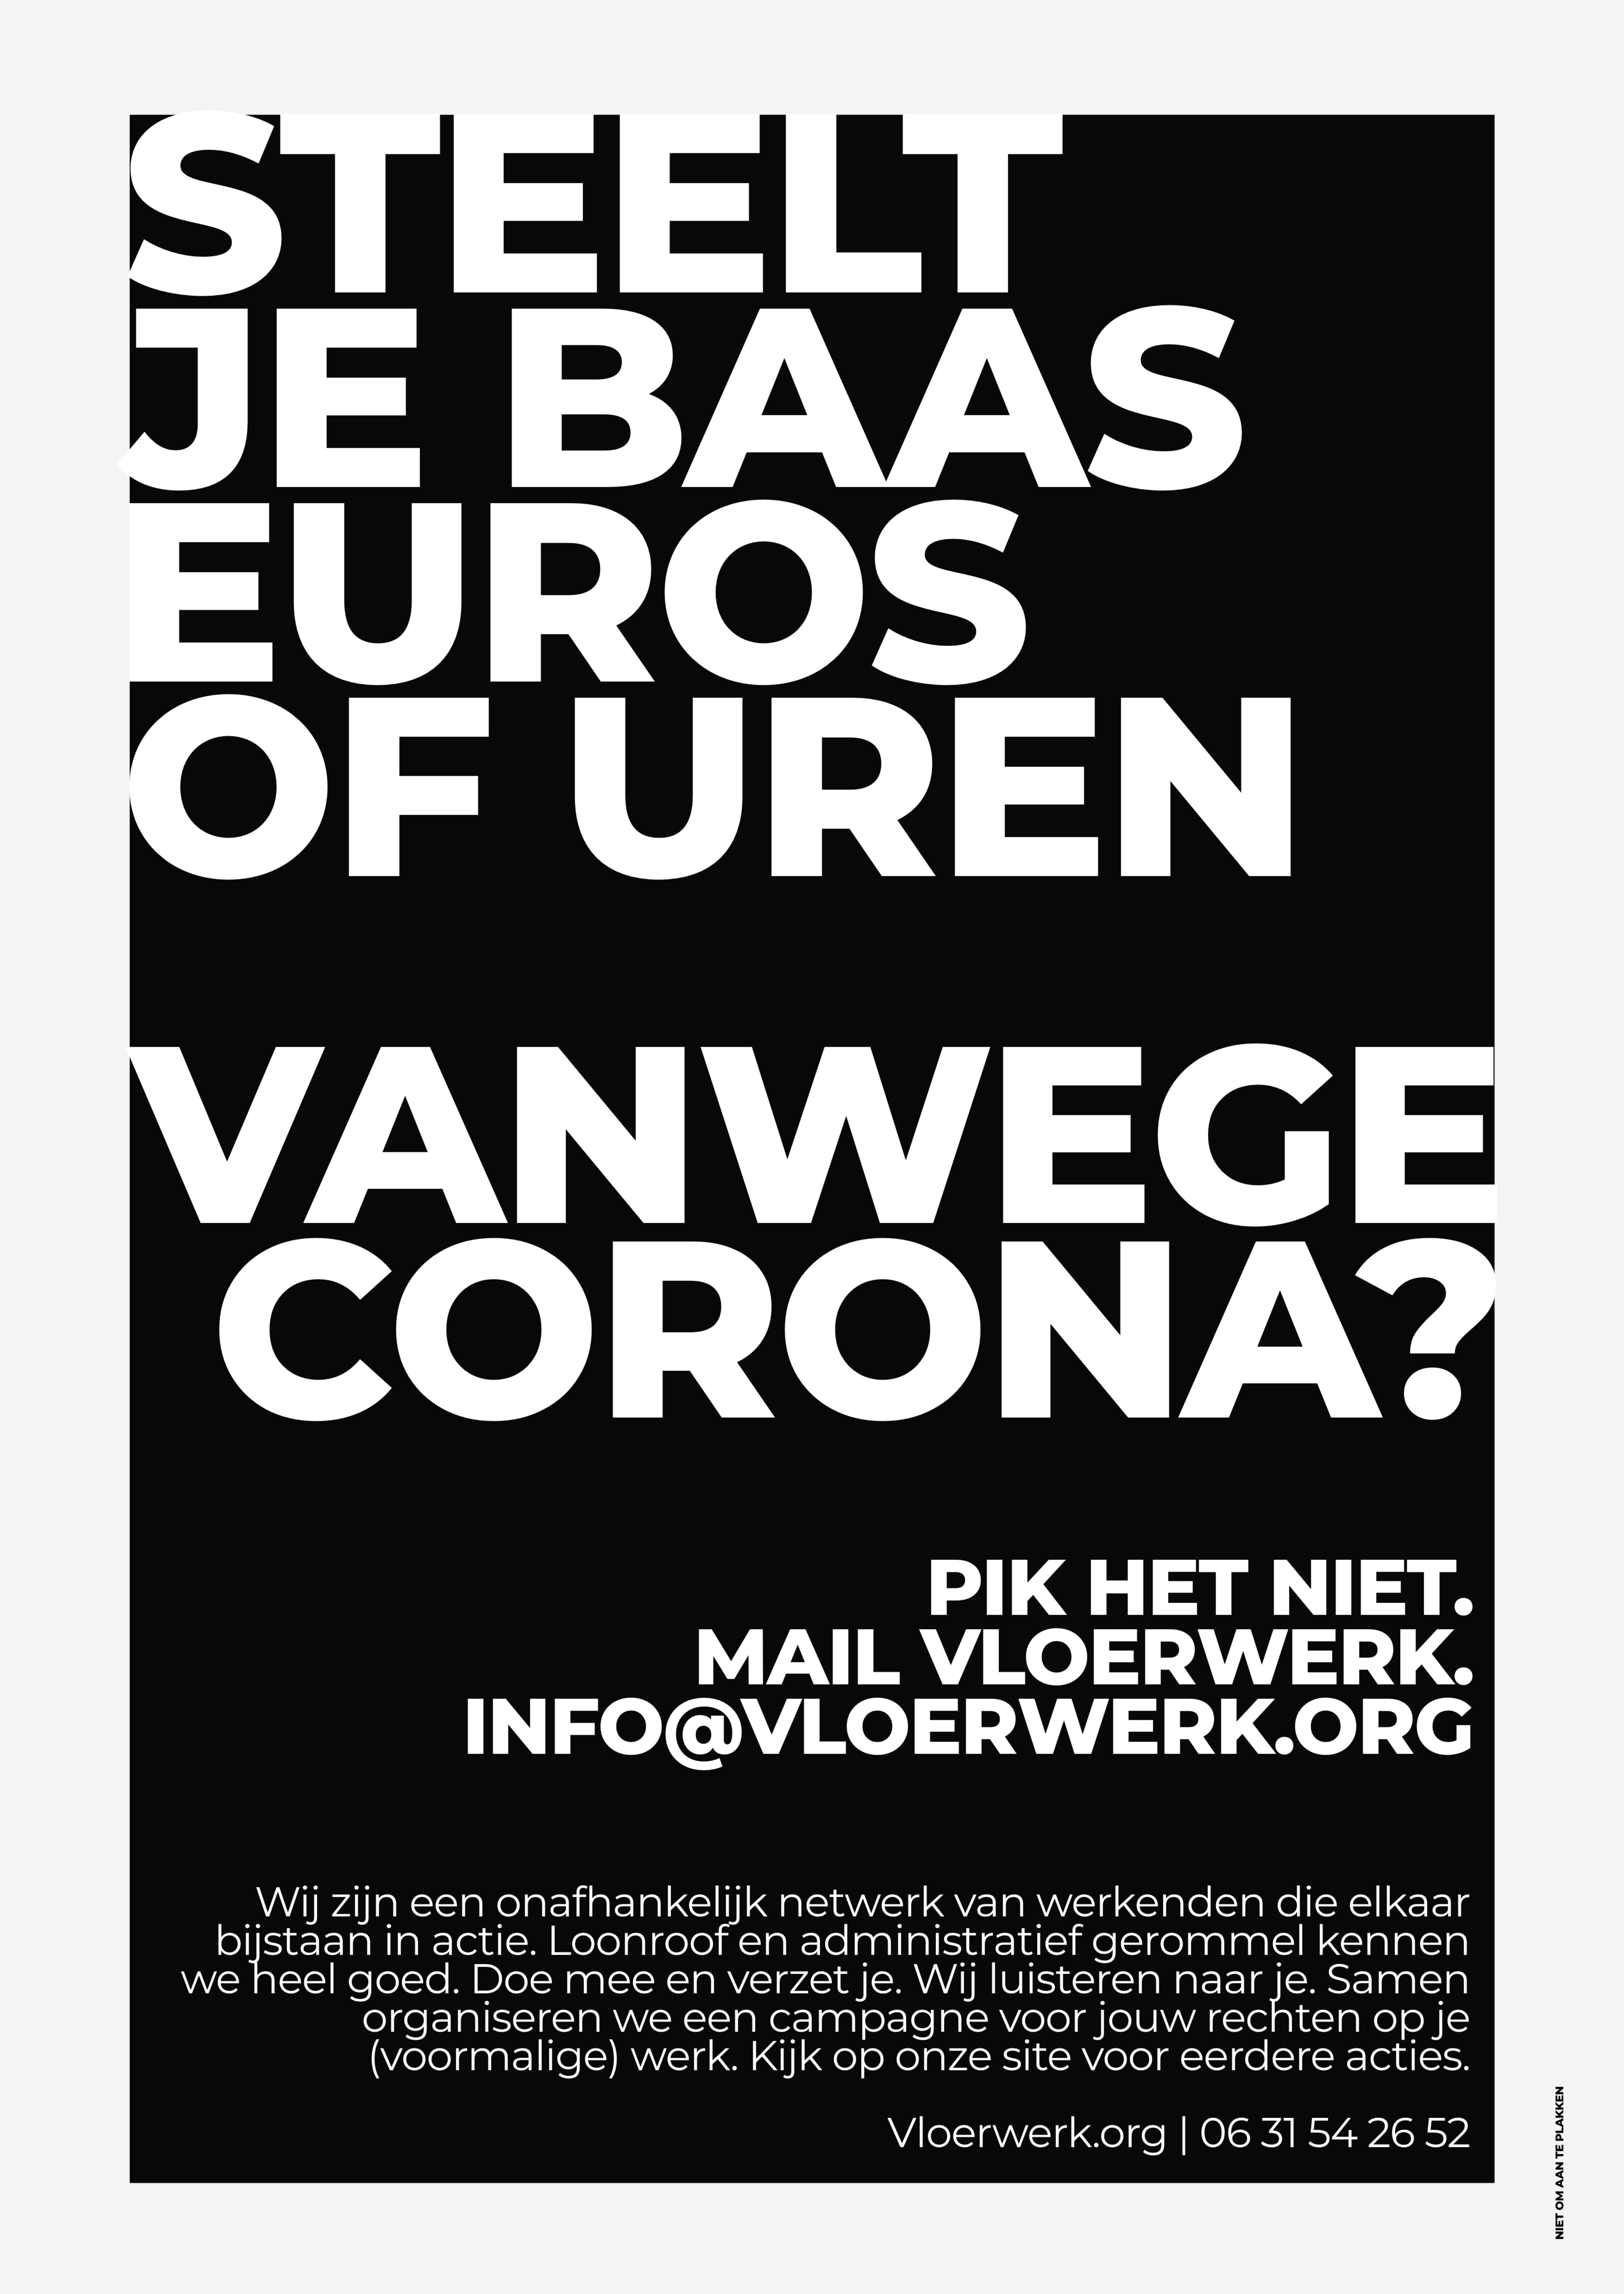 STEELT
JE BAAS
EUROS
OF UREN
VANWEGE
CORONA?
PIK HET NIET.
MAIL VLOERWERK.
INFO@VLOERWERK.ORG
Wij zijn een onafhankelijk netwerk van werkenden die elkaar
bijstaan in actie. Loonroof en administratief gerommel kennen
we heel goed. Doe mee en verzet je. Wij luisteren naar je. Samen
organiseren we een campagne voor jouw rechten op je
(voormalige) werk. Kijk op onze site voor eerdere acties.
Vloerwerk.org | 06 31 54 26 52
NIET OM AAN TE PLAKKEN